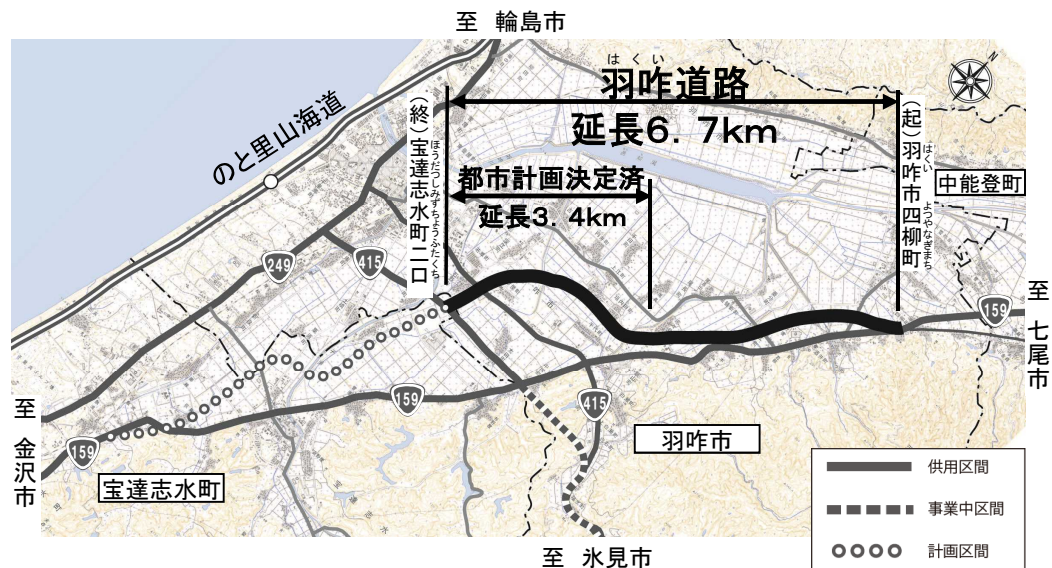 至 輪島市
はくい
羽咋道路
延長6.7km
のと里山海道
(終)宝達志水町二口
ほうだつしみずちょうふたくち
都市計画決定済
延長3.4km
(起)羽咋市四柳町
はくい
よつやなぎまち
中能登町
N
249
415
159
至 七尾市
159
415
159
至 金沢市
羽咋市
宝達志水町
至 氷見市
供用区間
事業中区間
計画区間